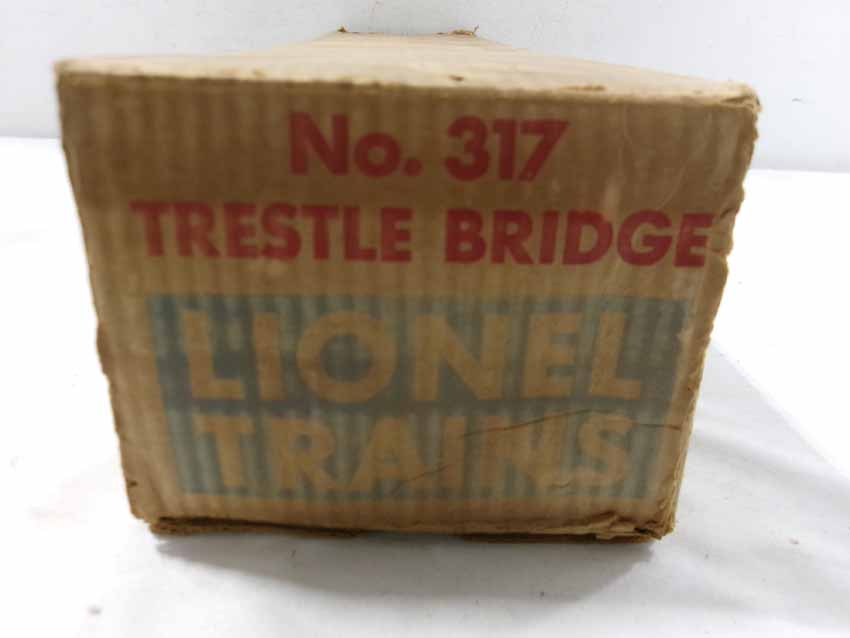 No. 317
TRESTLE BRIDGE
LIONEL
TRAINS